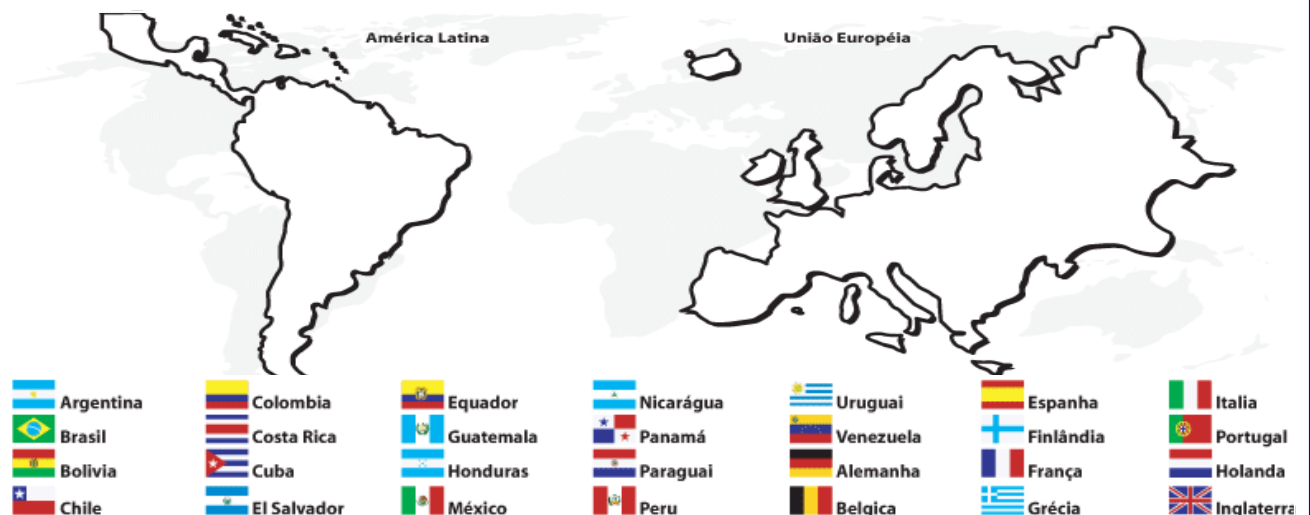 América Latina
União Européia
Argentina
Colombia
Equador
Nicarágua
Uruguai
Espanha
Italia
Brasil
Costa Rica
Guatemala
Panamá
Venezuela
Finlândia
Portugal
Bolivia
Cuba
Honduras
Paraguai
Alemanha
França
Holanda
Chile
El Salvador
México
Peru
Belgica
Grécia
Inglaterra